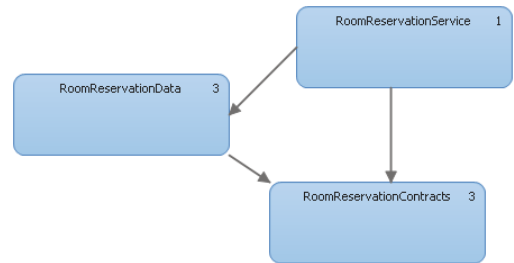 RoomReservationService 1
RoomReservationData 3
RoomReservationContracts 3